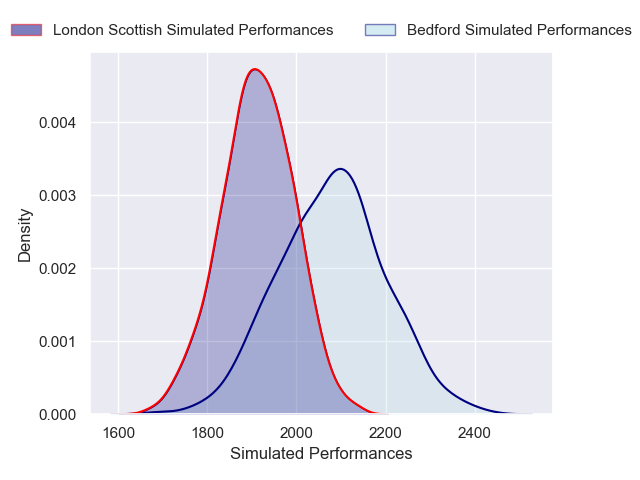 London Scottish Simulated Performances
Bedford Simulated Performances
0.004
0.003
0.002
0.001
0.000
Density
1600 1800 2000 2200 2400
Simulated Performances